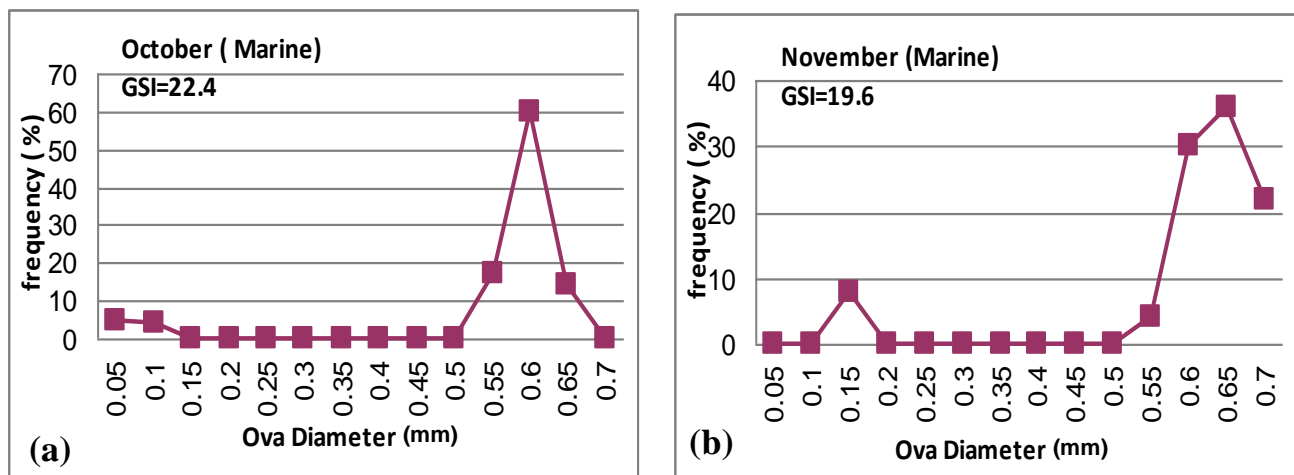 October ( Marine)
GSI=22.4
70
60
50
40
30
20
10
0
frequency ( %)
0.05 0.1 0.15 0.2 0.25 0.3 0.35 0.4 0.45 0.5 0.55 0.6 0.65 0.7
Ova Diameter (mm)
(a)
November (Marine)
GSI=19.6
40
30
20
10
0
frequency ( %)
0.05 0.1 0.15 0.2 0.25 0.3 0.35 0.4 0.45 0.5 0.55 0.6 0.65 0.7
Ova Diameter (mm)
(b)